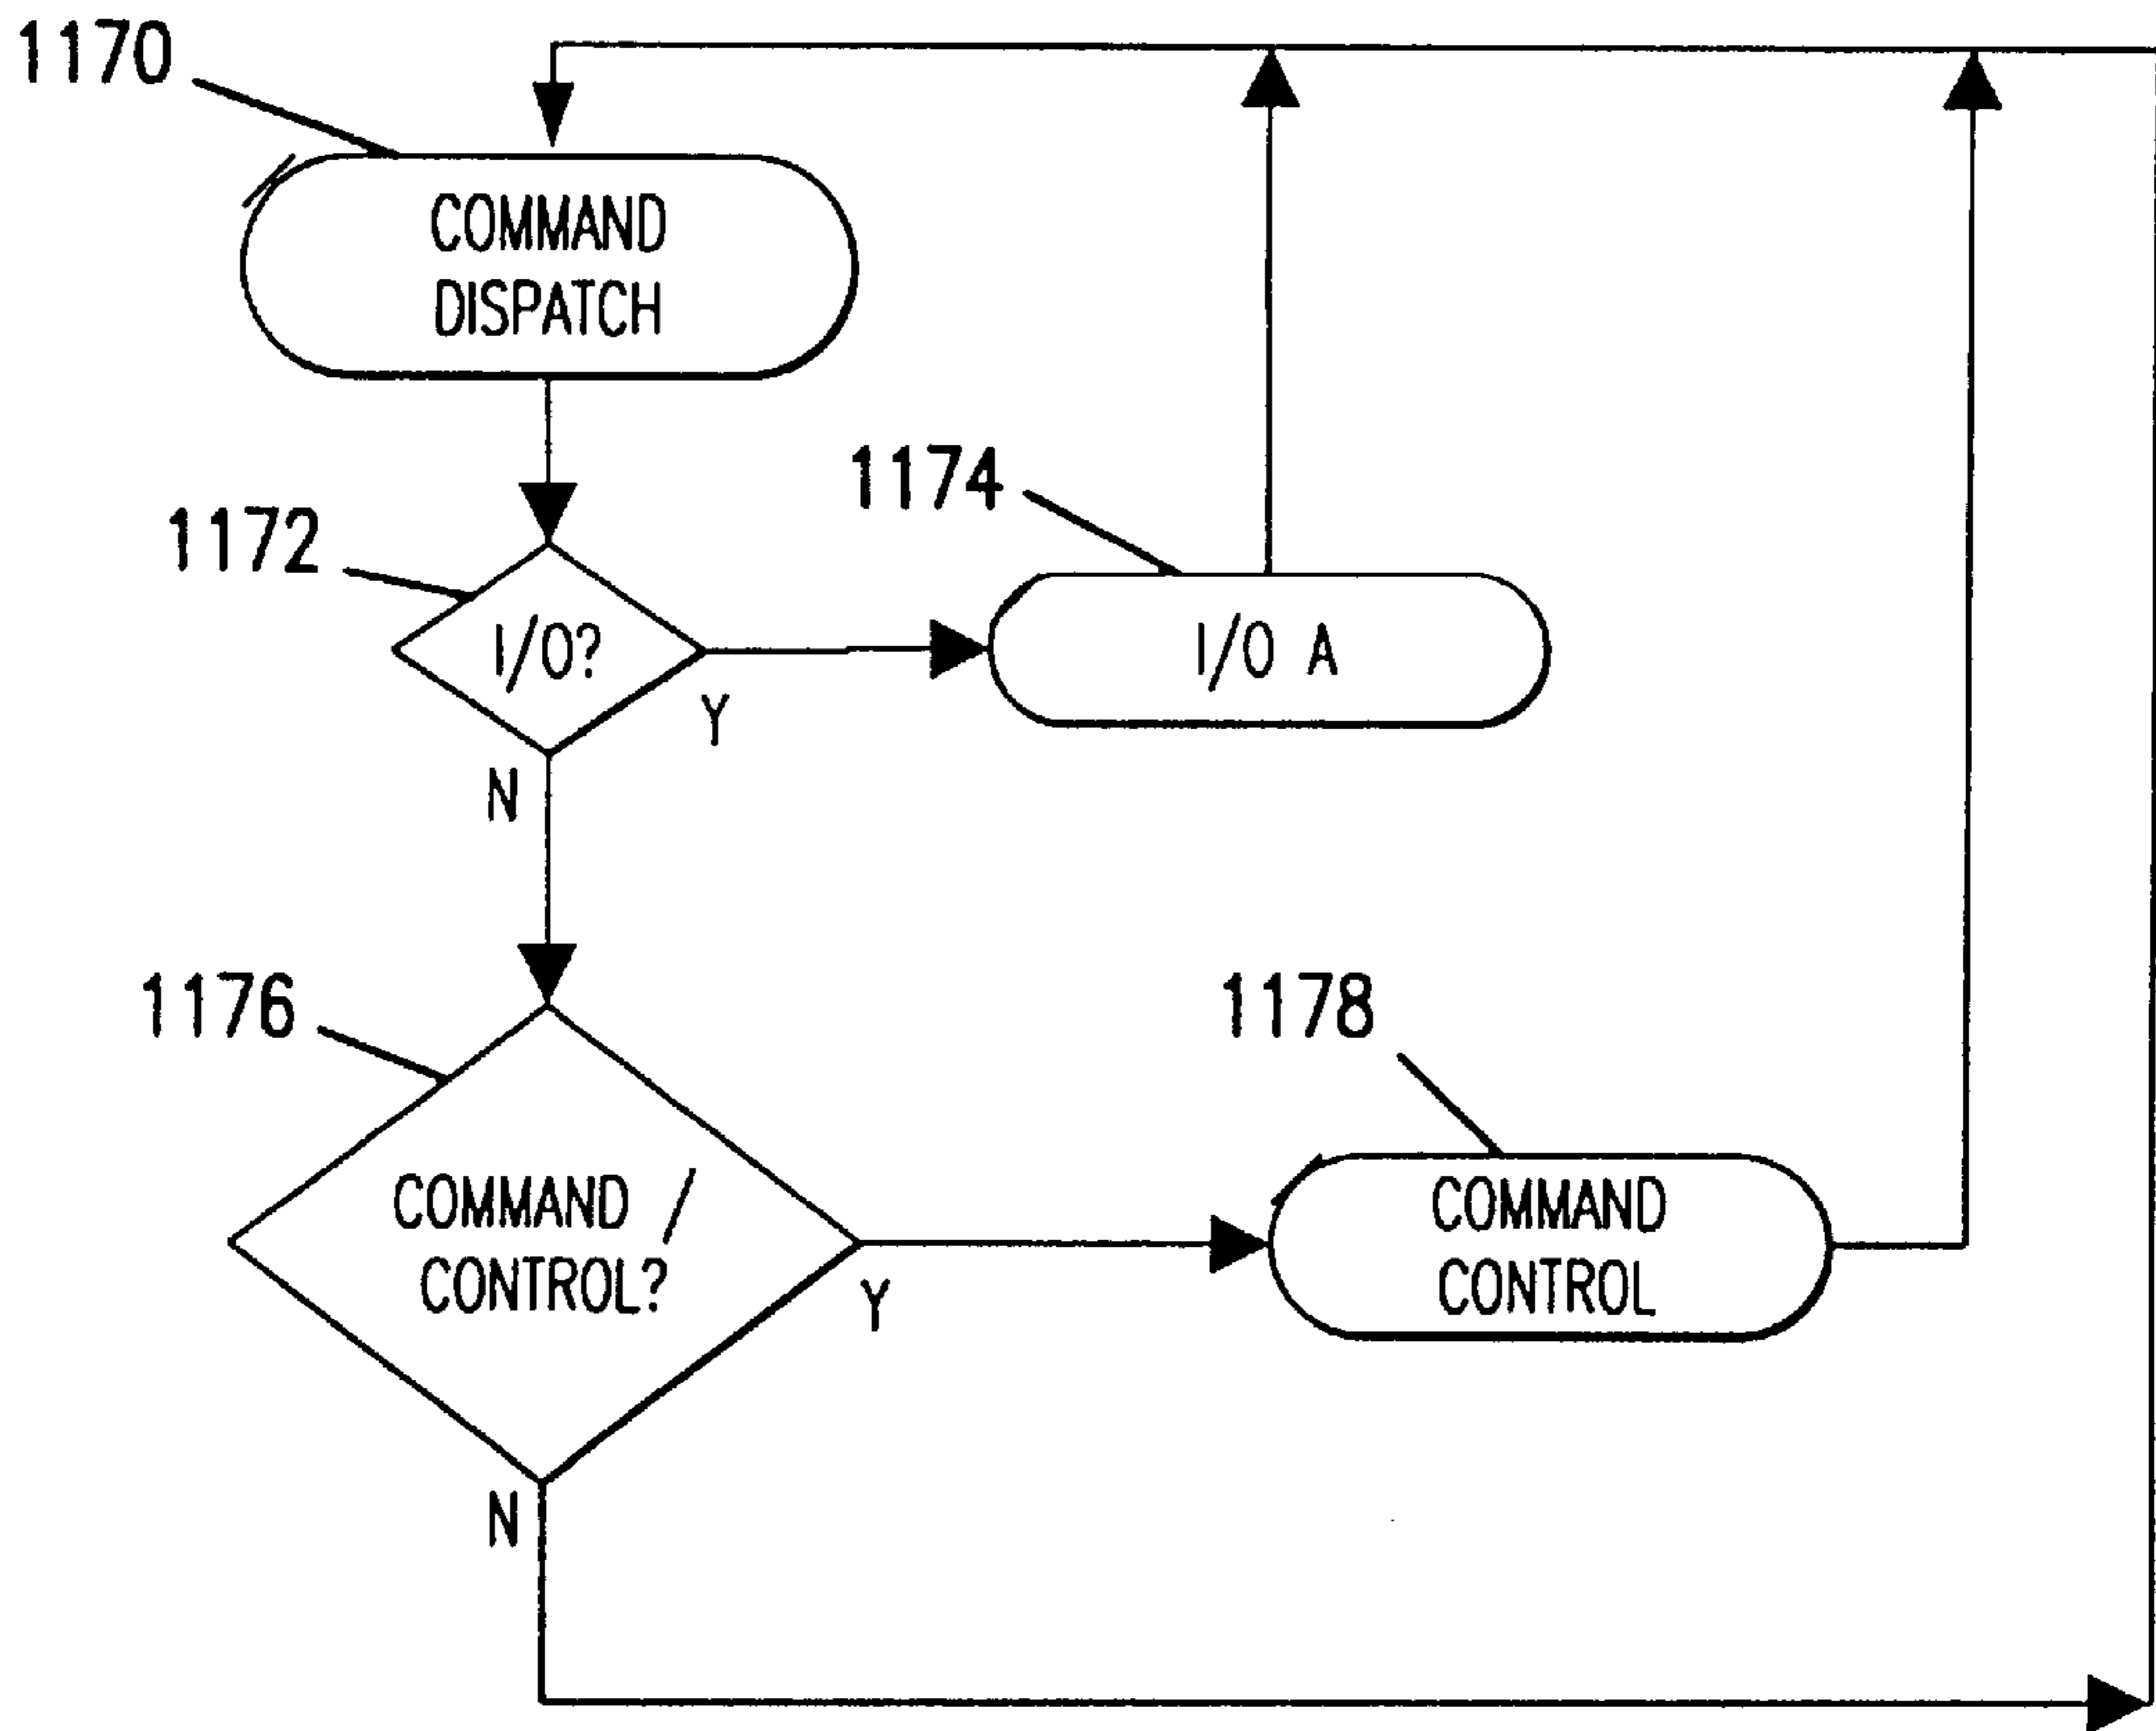 1170
COMMAND
DISPATCH
1172
I/O?
Y
N
1174
I/O A
1176
COMMAND /
CONTROL?
Y
N
1178
COMMAND
CONTROL